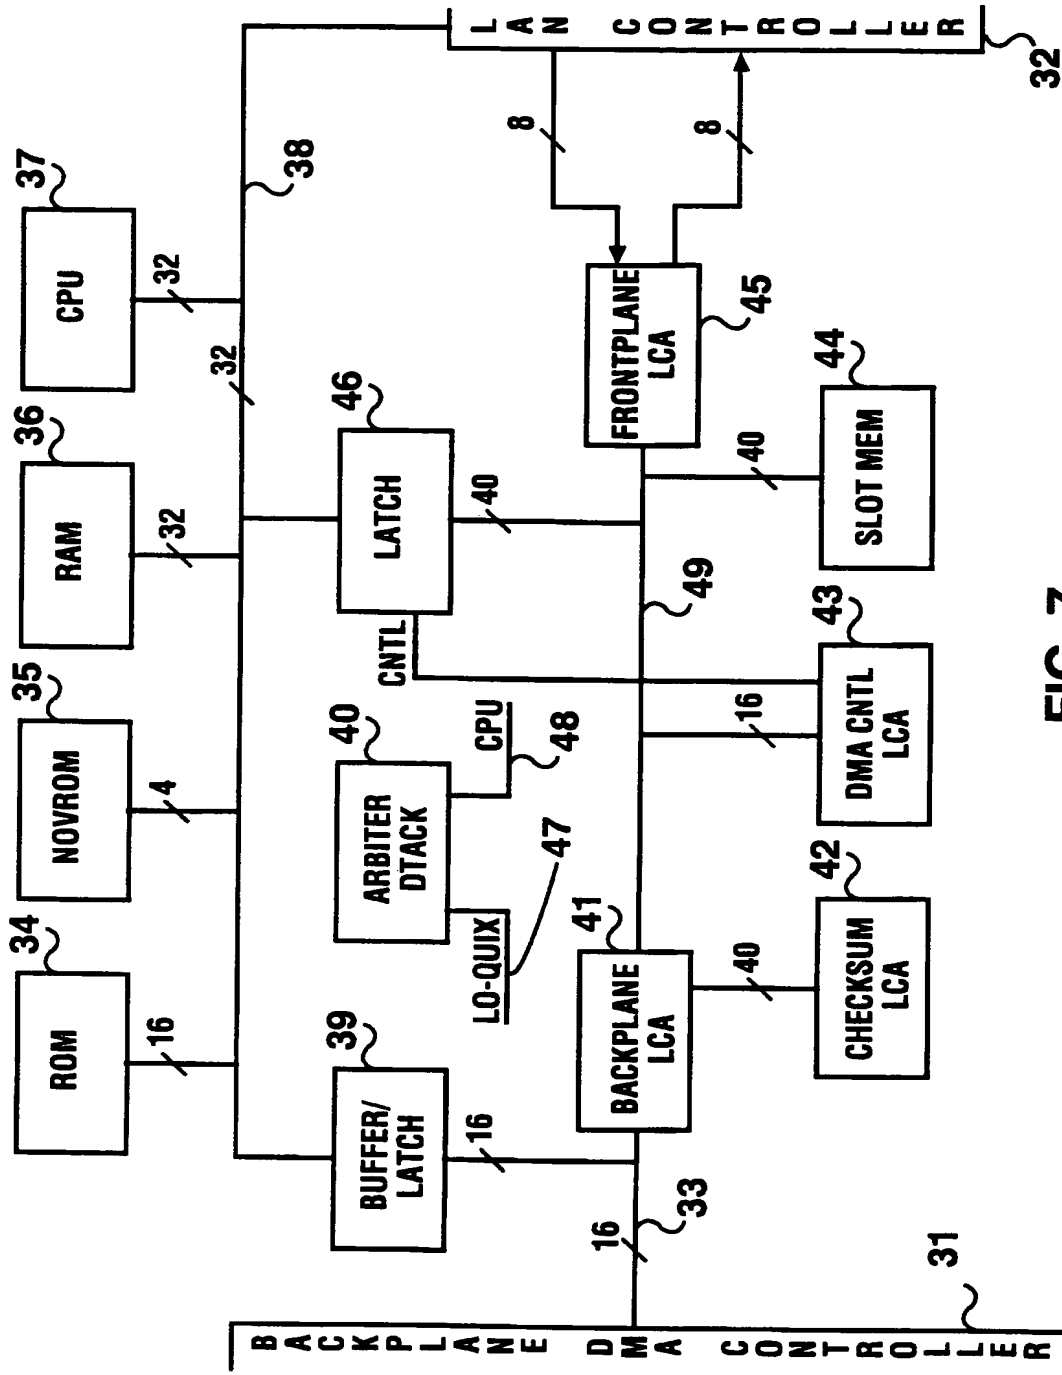 34
35
36
37
ROM
NOVROM
RAM
CPU
16
4
32
32
32
38
39
40
46
BUFFER/
LATCH
ARBITER
DTACK
LATCH
CNTL
16
LO-QUIX
47
CPU
48
40
8
8
BACKPLANE DMA CONTROLLER
31
16
33
41
BACKPLANE
LCA
49
FRONTPLANE
LCA
45
LAN CONTROLLER
32
40
16
40
42
43
44
CHECKSUM
LCA
DMA CNTL
LCA
SLOT MEM
FIG. 7